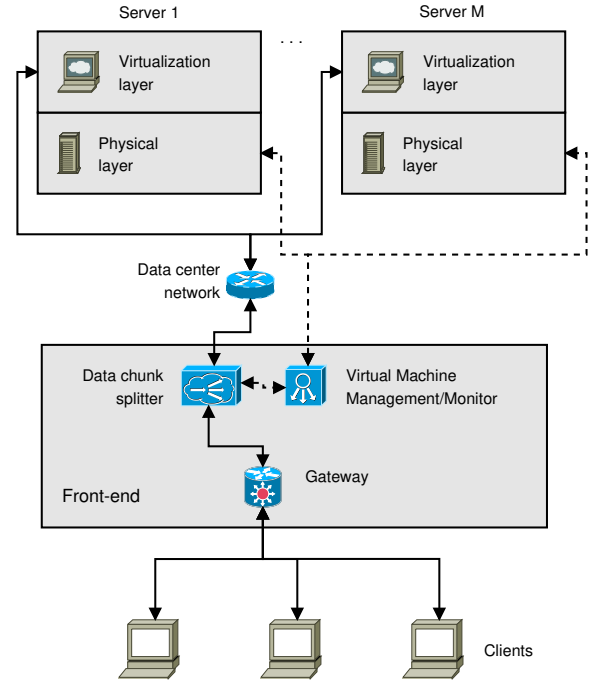 Server 1
. . .
Server M
Virtualization
layer
Virtualization
layer
Physical
layer
Physical
layer
Data center
network
Data chunk
splitter
Virtual Machine
Management/Monitor
Gateway
Front-end
Clients